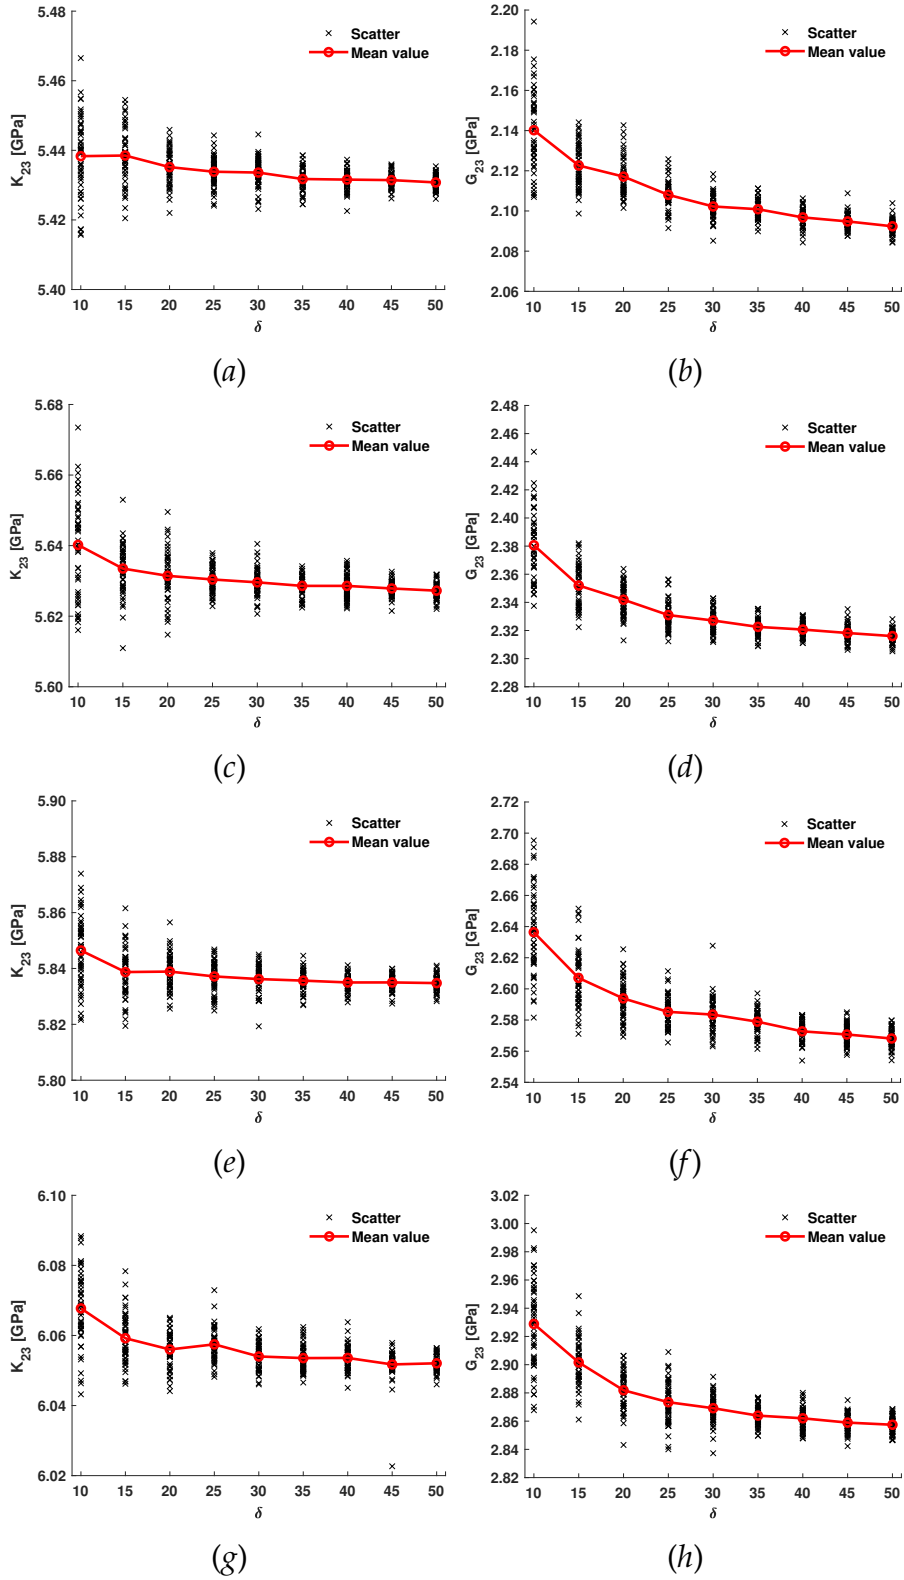 5.48
5.46
5.44
5.42
5.40
K23 [GPa]
10 15 20 25 30 35 40 45 50
δ
Scatter
Mean value
(a)
2.20
2.18
2.14
2.12
2.10
2.08
2.06
G23 [GPa]
10 15 20 25 30 35 40 45 50
δ
Scatter
Mean value
(b)
5.68
5.66
5.64
5.62
5.60
K23 [GPa]
10 15 20 25 30 35 40 45 50
δ
Scatter
Mean value
(c)
2.48
2.46
2.44
2.42
2.40
2.38
2.36
2.34
2.32
2.30
2.28
G23 [GPa]
10 15 20 25 30 35 40 45 50
δ
Scatter
Mean value
(d)
5.90
5.88
5.86
5.84
5.82
5.80
K23 [GPa]
10 15 20 25 30 35 40 45 50
δ
Scatter
Mean value
(e)
2.72
2.70
2.68
2.66
2.64
2.62
2.60
2.58
2.56
2.54
G23 [GPa]
10 15 20 25 30 35 40 45 50
δ
Scatter
Mean value
(f)
6.10
6.08
6.06
6.04
6.02
K23 [GPa]
10 15 20 25 30 35 40 45 50
δ
Scatter
Mean value
(g)
3.02
3.00
2.96
2.94
2.92
2.90
2.88
2.86
2.84
2.82
G23 [GPa]
10 15 20 25 30 35 40 45 50
δ
Scatter
Mean value
(h)